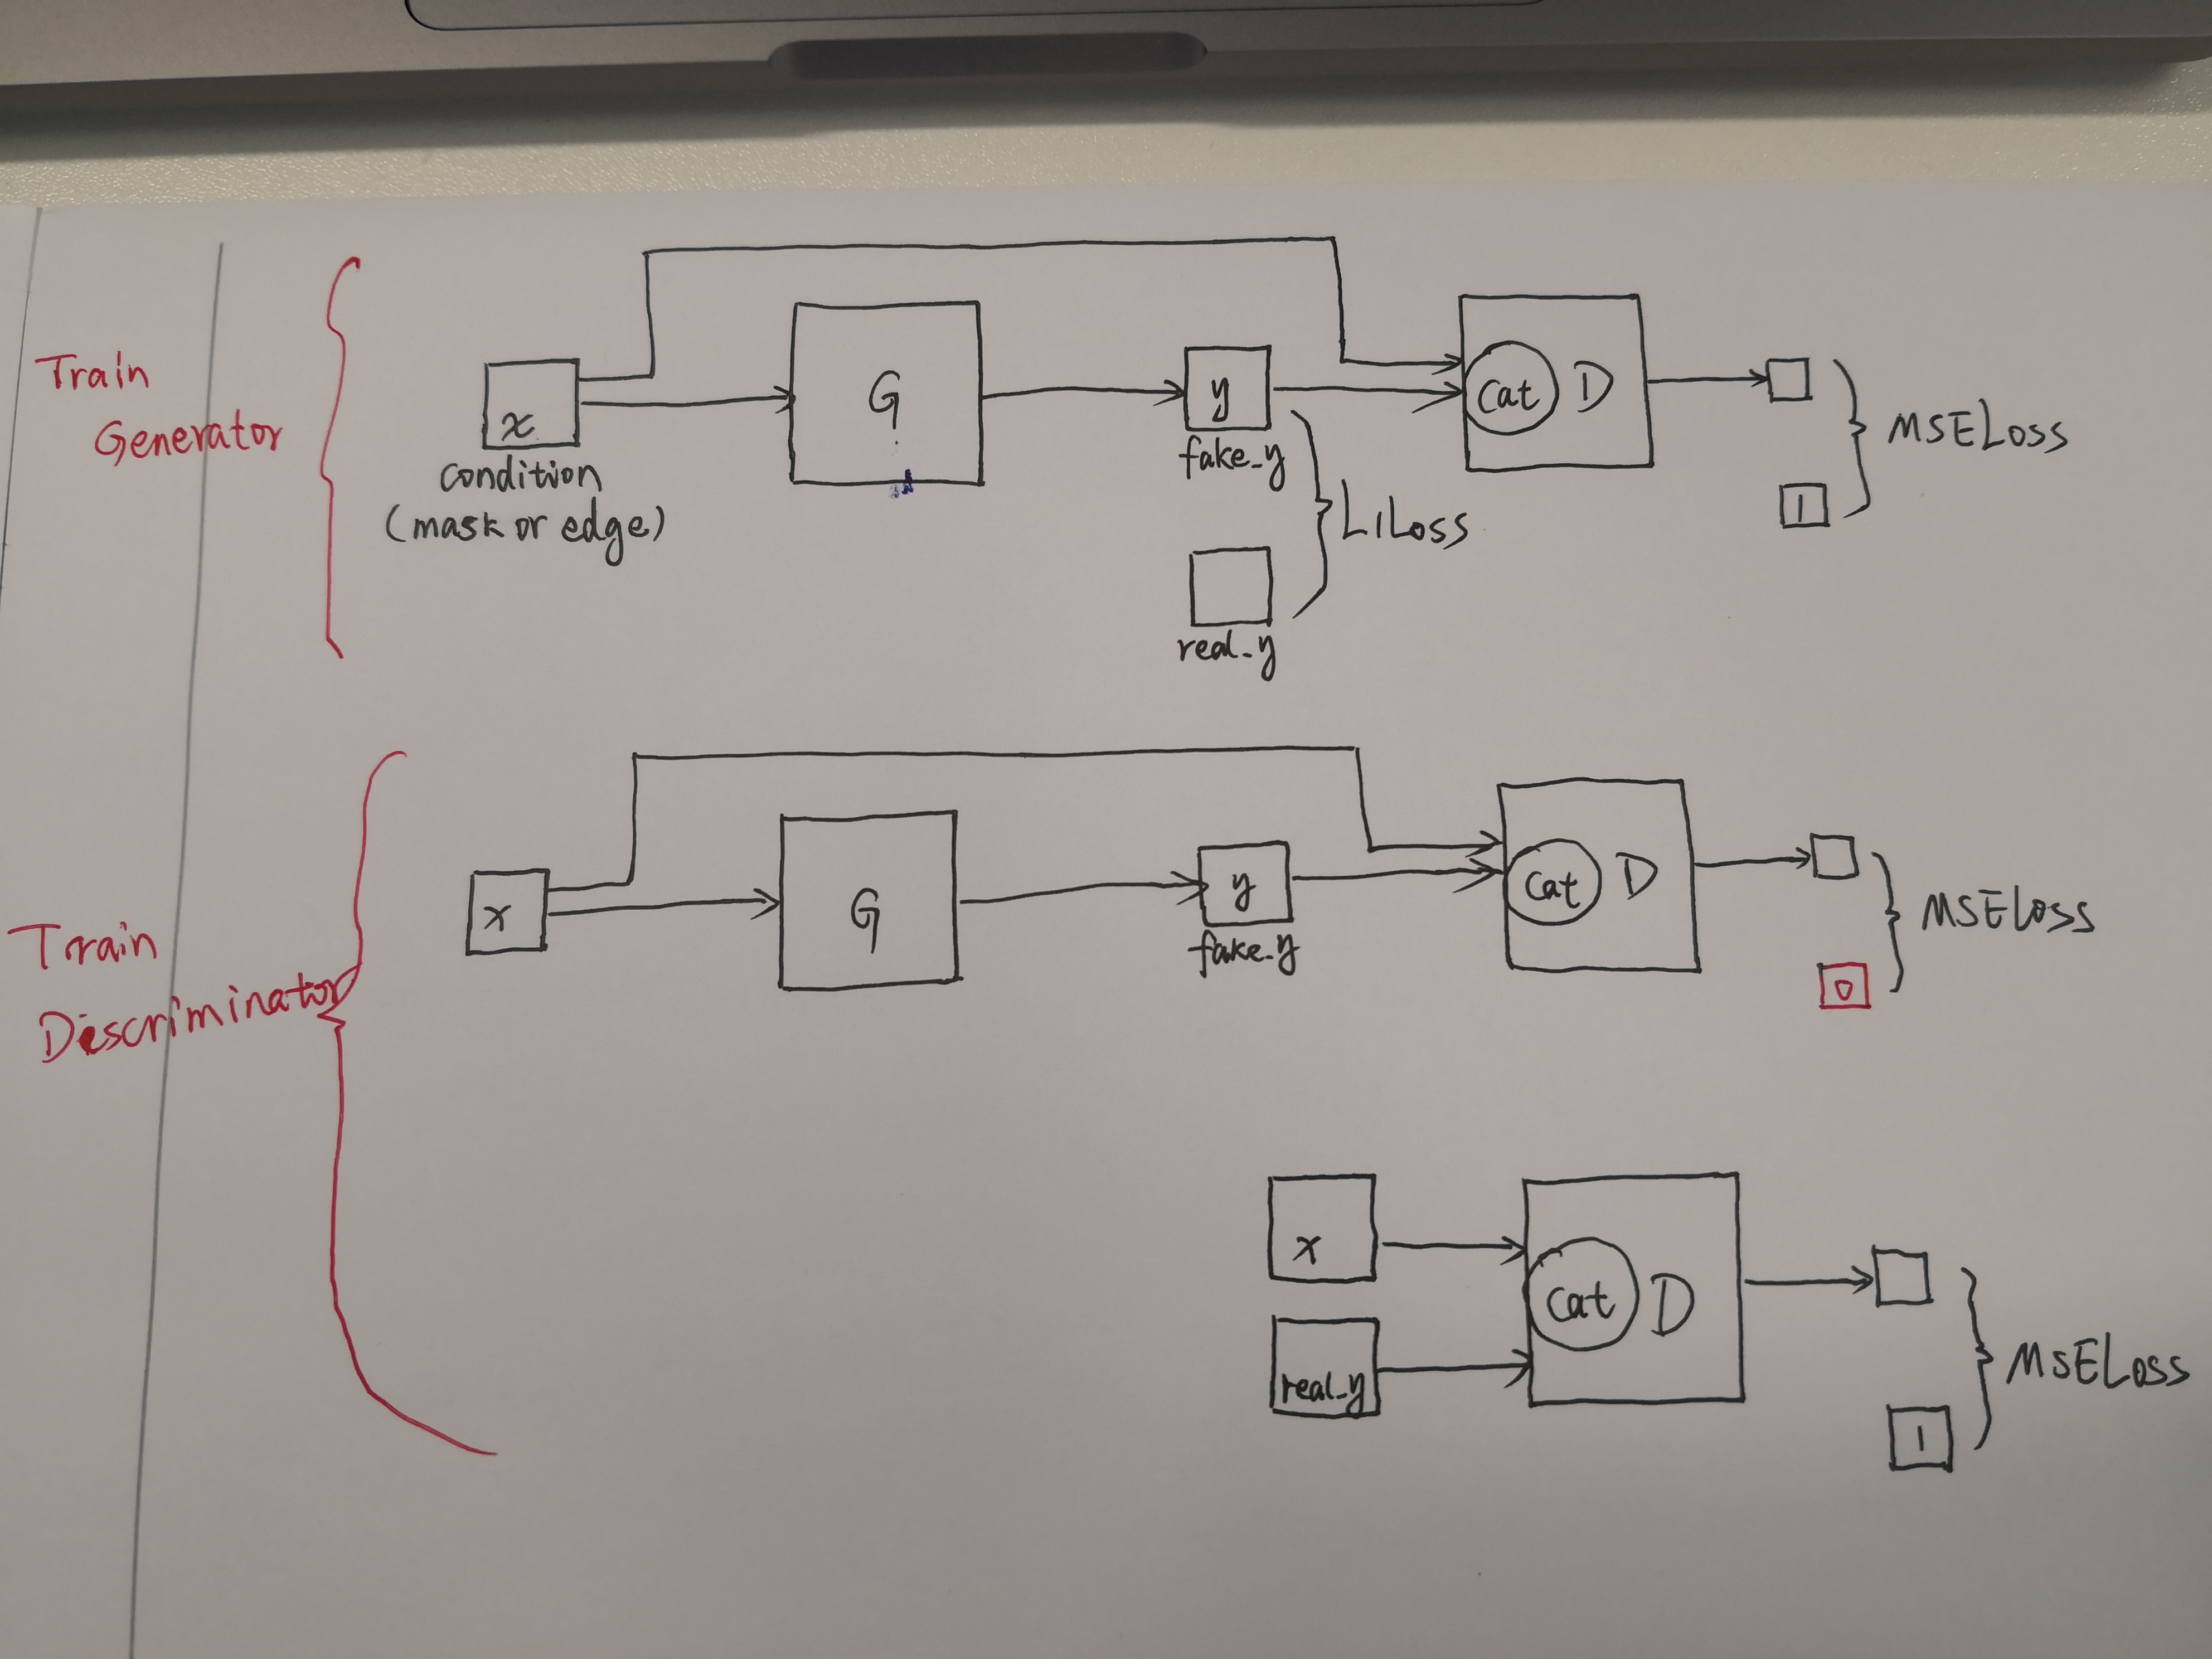 Train
Generator
x
condition
(mask or edge)
G
y
fake_y
real_y
L1Loss
Cat D
1
MSELoss
Train
Discriminator
x
G
y
fake_y
Cat D
0
MSELoss
x
real_y
Cat D
1
MSELoss